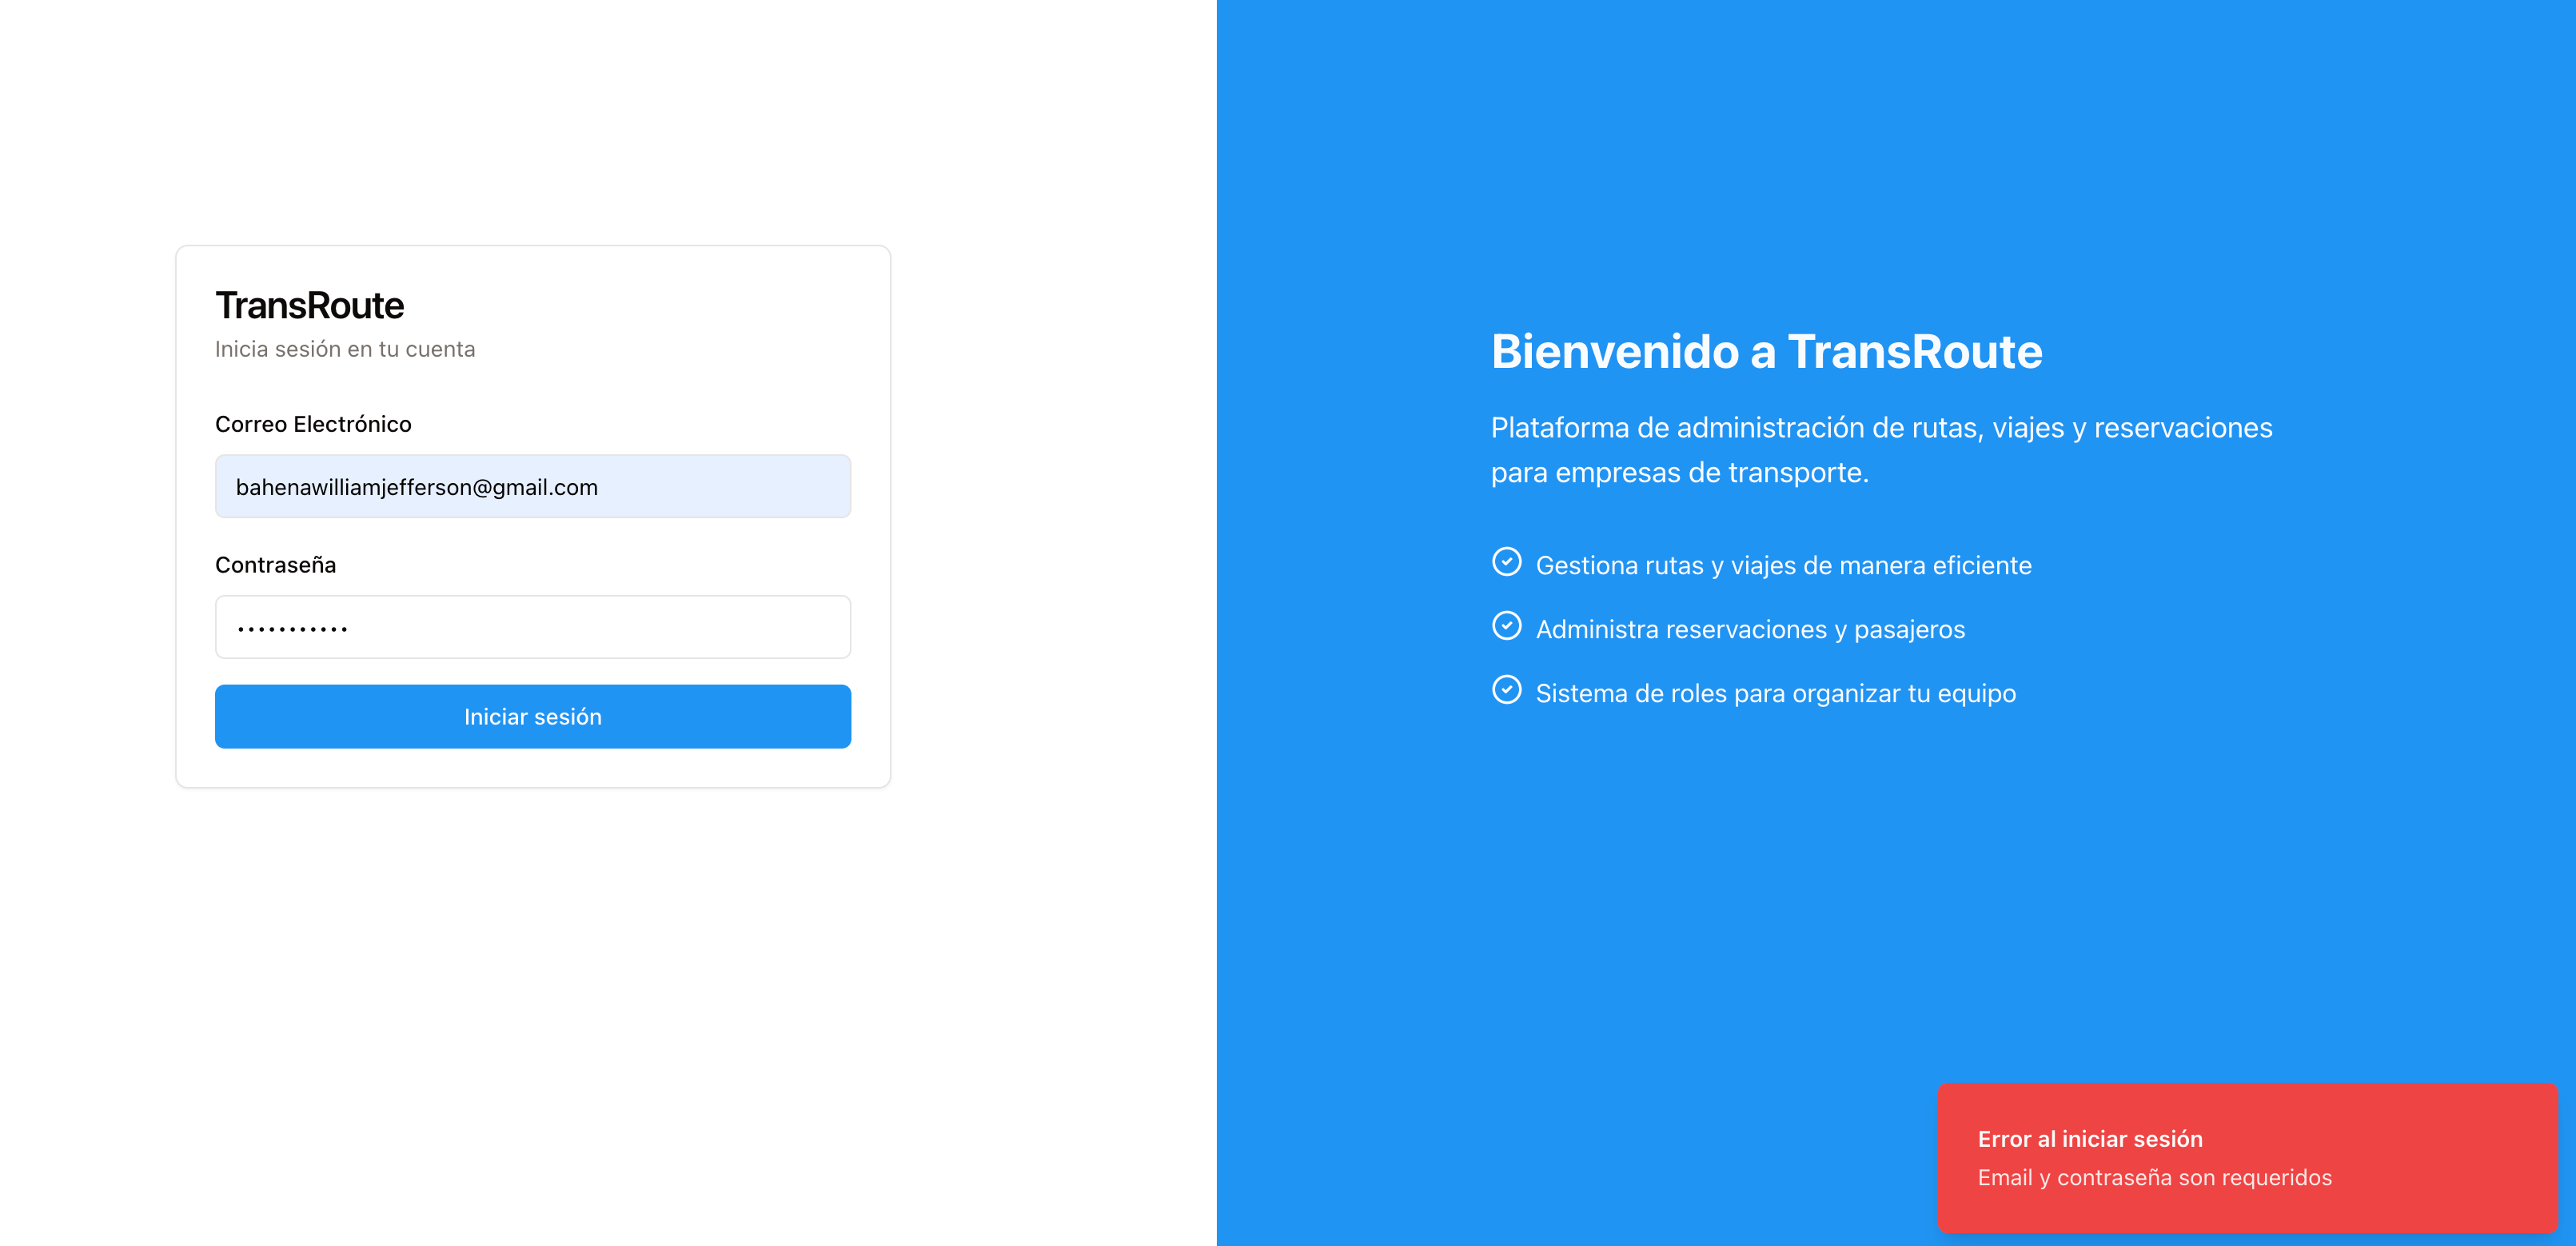 TransRoute
Inicia sesión en tu cuenta
Correo Electrónico
bahenawilliamjefferson@gmail.com
Contraseña
•••••••••••
Iniciar sesión
Bienvenido a TransRoute
Plataforma de administración de rutas, viajes y reservaciones
para empresas de transporte.
Gestiona rutas y viajes de manera eficiente
Administra reservaciones y pasajeros
Sistema de roles para organizar tu equipo
Error al iniciar sesión
Email y contraseña son requeridos